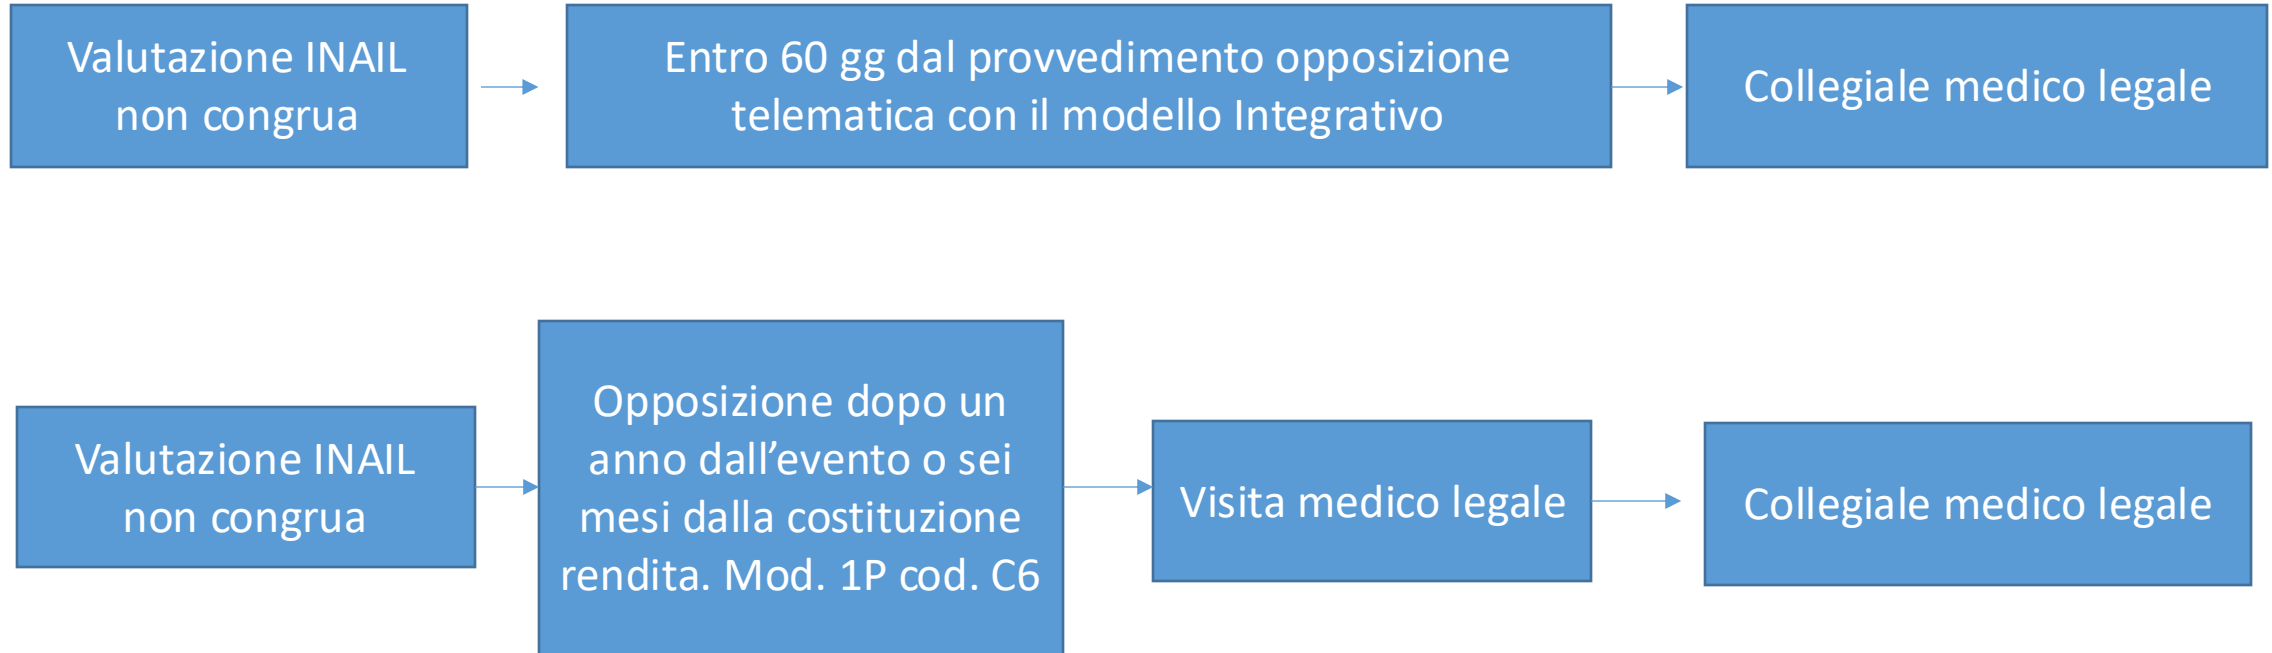 Valutazione INAIL
non congrua
Entro 60 gg dal provvedimento opposizione
telematica con il modello Integrativo
Collegiale medico legale
Valutazione INAIL
non congrua
Opposizione dopo un
anno dall’evento o sei
mesi dalla costituzione
rendita. Mod. 1P cod. C6
Visita medico legale
Collegiale medico legale